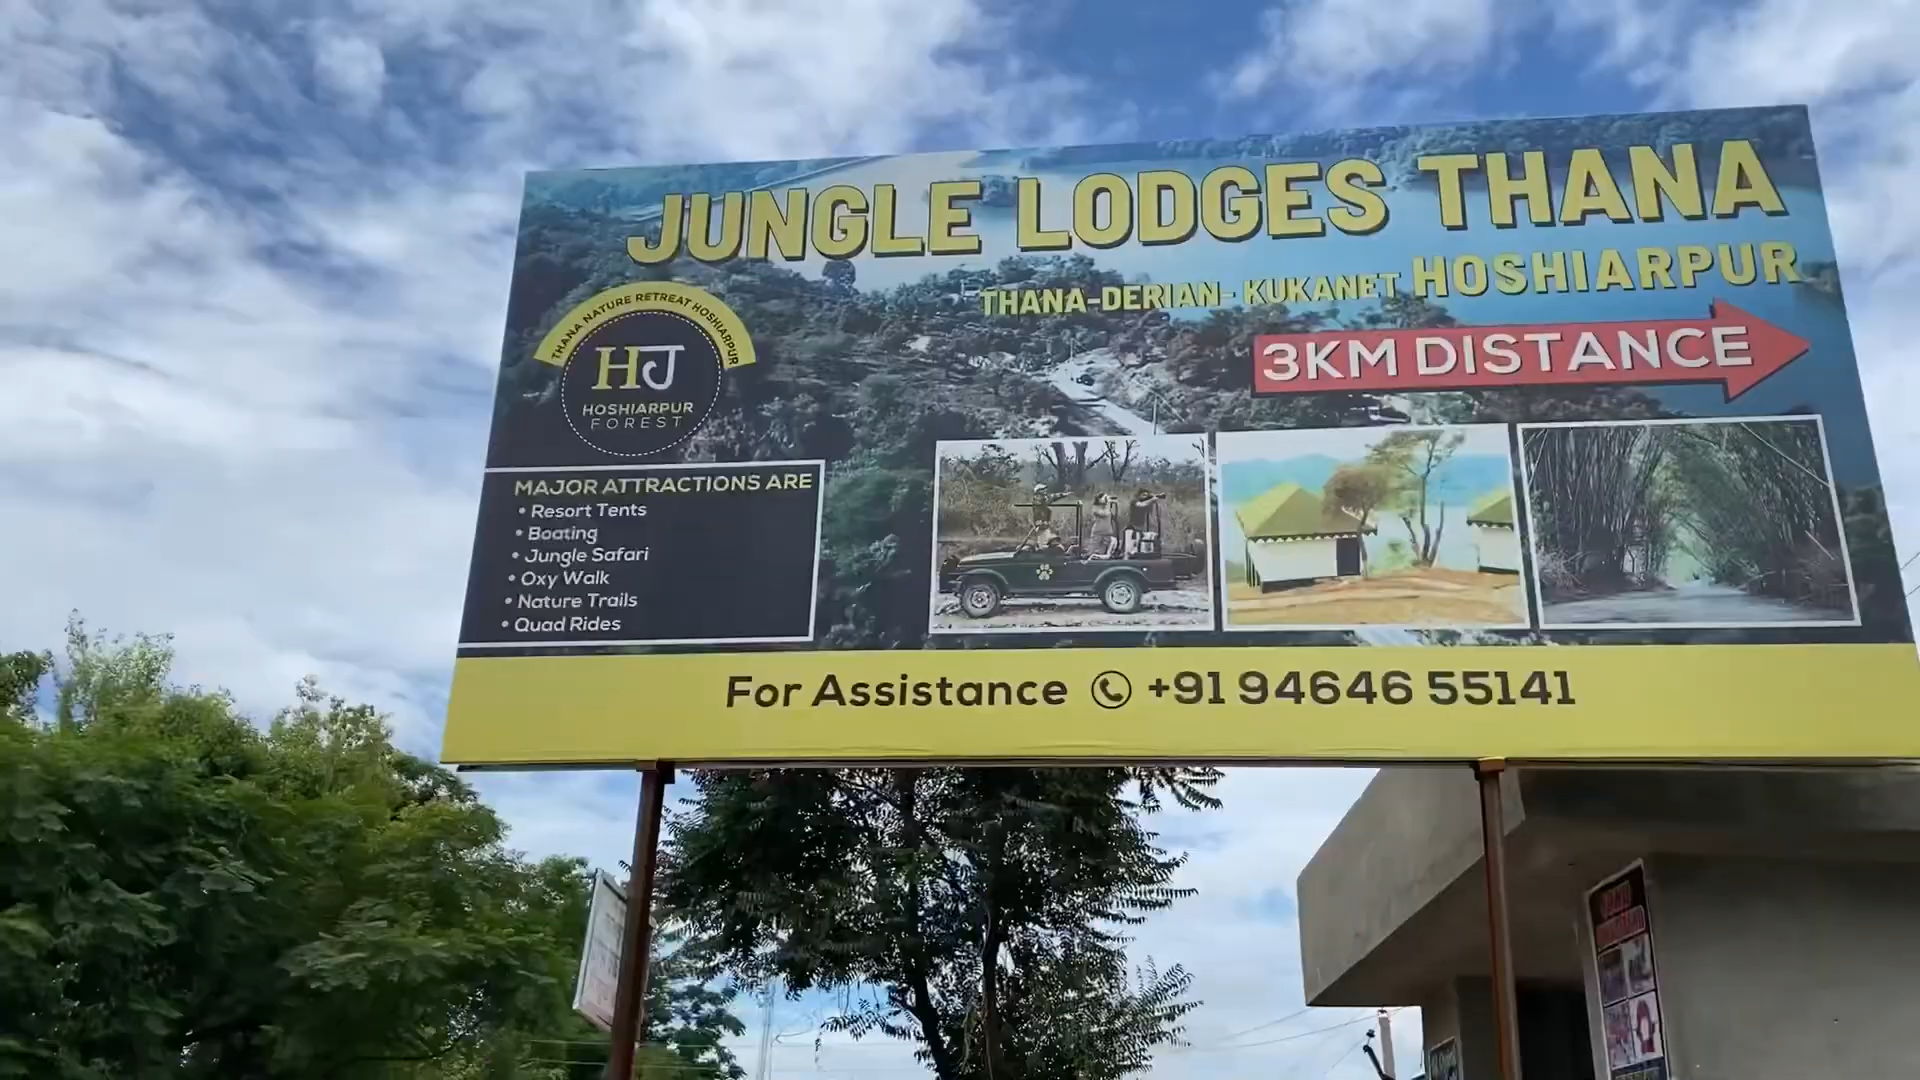 JUNGLE LODGES THANA
THANA-DERIAN- KUKANET HOSHIARPUR
3KM DISTANCE
THANA NATURE RETREAT HOSHIARPUR
HJ
HOSHIARPUR
FOREST
MAJOR ATTRACTIONS ARE
• Resort Tents
• Boating
• Jungle Safari
• Oxy Walk
• Nature Trails
• Quad Rides
For Assistance +91 94646 55141